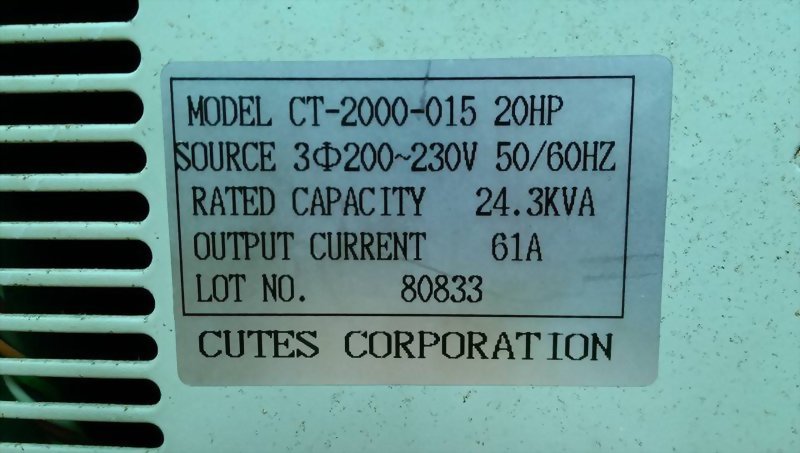 MODEL CT-2000-015 20HP
SOURCE 3Φ200~230V 50/60HZ
RATED CAPACITY 24.3KVA
OUTPUT CURRENT 61A
LOT NO. 80833
CUTES CORPORATION